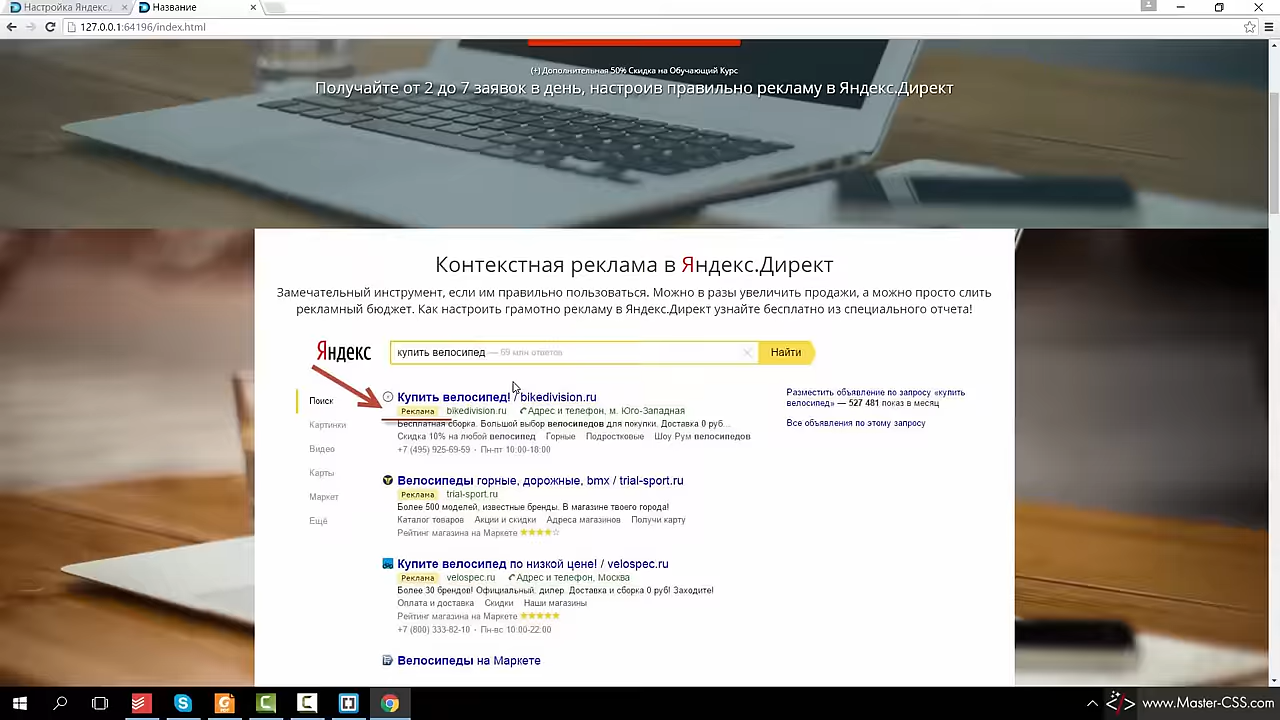 Настройка Яндекс.
Название
127.0.0.1:64196/index.html
(+) Дополнительная 50% Скидка на Обучающий Курс
Получайте от 2 до 7 заявок в день, настроив правильно рекламу в Яндекс.Директ
Контекстная реклама в Яндекс.Директ
Замечательный инструмент, если им правильно пользоваться. Можно в разы увеличить продажи, а можно просто слить
рекламный бюджет. Как настроить грамотно рекламу в Яндекс.Директ узнайте бесплатно из специального отчета!
Яндекс
купить велосипед — 69 млн ответов
Найти
Поиск
Картинки
Видео
Карты
Маркет
Ещё
Купить велосипед! / bikedivision.ru
Реклама bikedivision.ru Адрес и телефон, м. Юго-Западная
Бесплатная сборка. Большой выбор велосипедов для покупки. Доставка 0 руб...
Скидка 10% на любой велосипед Горные Подростковые Шоу Рум велосипедов
+7 (495) 925-69-59 · Пн-пт 10:00-18:00
Велосипеды горные, дорожные, bmx / trial-sport.ru
Реклама trial-sport.ru
Более 500 моделей, известные бренды. В магазине твоего города!
Каталог товаров Акции и скидки Адреса магазинов Получи карту
Рейтинг магазина на Маркете
Купите велосипед по низкой цене! / velospec.ru
Реклама velospec.ru Адрес и телефон, Москва
Более 30 брендов! Официальный. дилер. Доставка и сборка 0 руб! Заходите!
Оплата и доставка Скидки Наши магазины
Рейтинг магазина на Маркете
+7 (800) 333-82-10 · Пн-вс 10:00-22:00
Велосипеды на Маркете
Разместить объявление по запросу «купить
велосипед» — 527 481 показ в месяц
Все объявления по этому запросу
www.Master-CSS.com